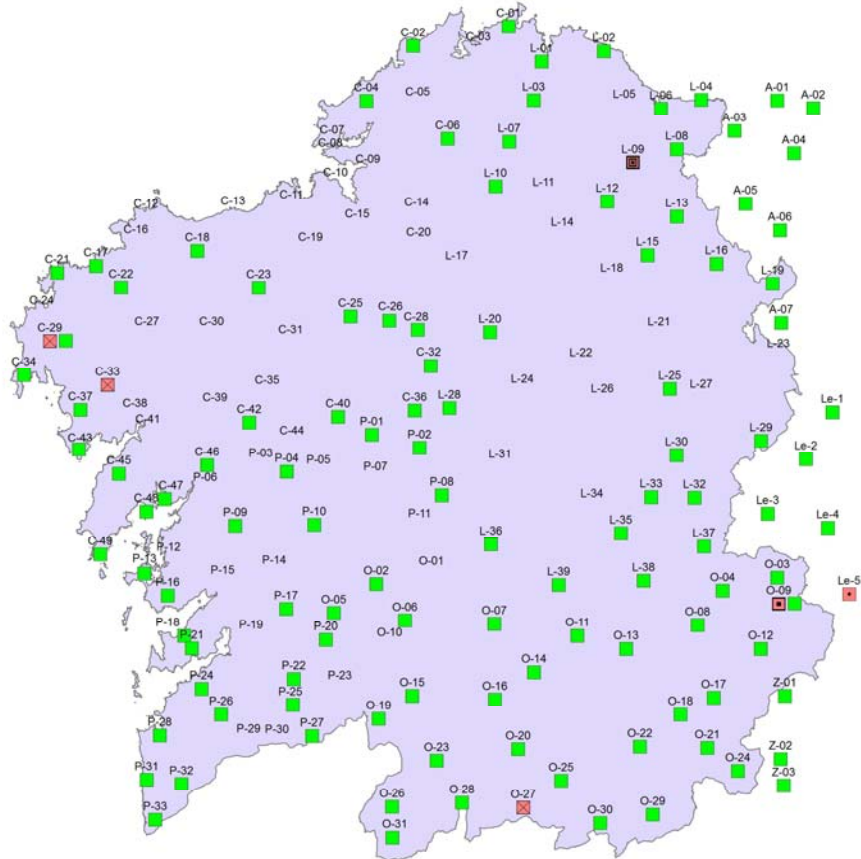 C-01
C-02
C-03
L-02
L-01
C-04
C-05
L-03
L-05
L-06
L-04
A-01
A-02
C-07
C-08
C-06
L-07
A-03
C-09
L-09
L-08
A-04
C-10
L-10
L-11
C-11
C-12
C-13
C-14
L-12
A-05
C-15
L-13
L-14
C-16
C-20
A-06
C-18
C-19
L-15
C-17
L-17
L-16
C-21
L-18
C-22
C-23
L-19
C-24
C-25
C-26
A-07
C-27
C-30
C-28
L-21
C-29
C-31
L-20
L-23
L-22
C-32
C-34
C-33
C-35
L-24
L-25
L-27
L-26
C-37
C-38
C-39
C-40
C-36
L-28
Le-1
C-41
C-42
C-44
P-01
L-29
C-43
P-02
L-30
Le-2
C-45
C-46
P-03
P-04
P-05
P-07
L-31
P-06
C-47
P-08
L-33
L-32
L-34
C-48
Le-3
P-09
P-10
P-11
Le-4
L-35
C-49
P-12
L-36
L-37
P-13
P-14
O-01
P-15
O-03
O-02
L-39
L-38
P-16
O-04
Le-5
O-09
P-17
O-05
O-06
P-18
P-19
O-07
O-08
P-20
O-10
O-11
P-21
O-13
O-12
P-22
P-23
O-14
P-24
Z-01
P-25
O-15
O-16
O-17
P-26
O-19
O-18
P-28
P-29
P-30
P-27
O-20
O-22
O-21
O-23
Z-02
O-24
P-31
P-32
O-25
Z-03
O-26
O-28
O-27
P-33
O-29
O-30
O-31